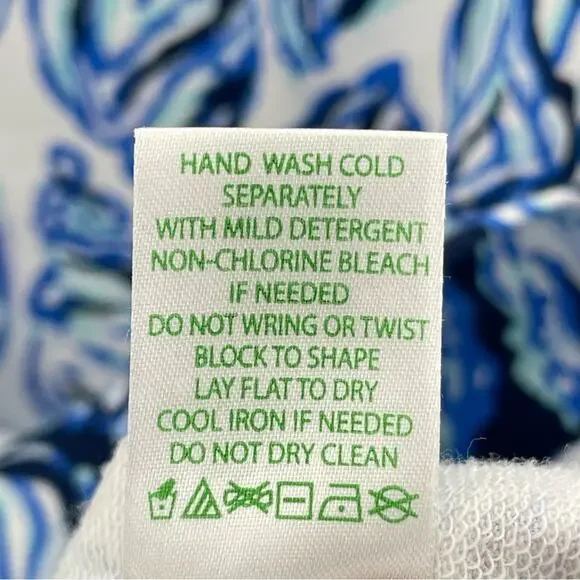 HAND WASH COLD
SEPARATELY
WITH MILD DETERGENT
NON-CHLORINE BLEACH
IF NEEDED
DO NOT WRING OR TWIST
BLOCK TO SHAPE
LAY FLAT TO DRY
COOL IRON IF NEEDED
DO NOT DRY CLEAN